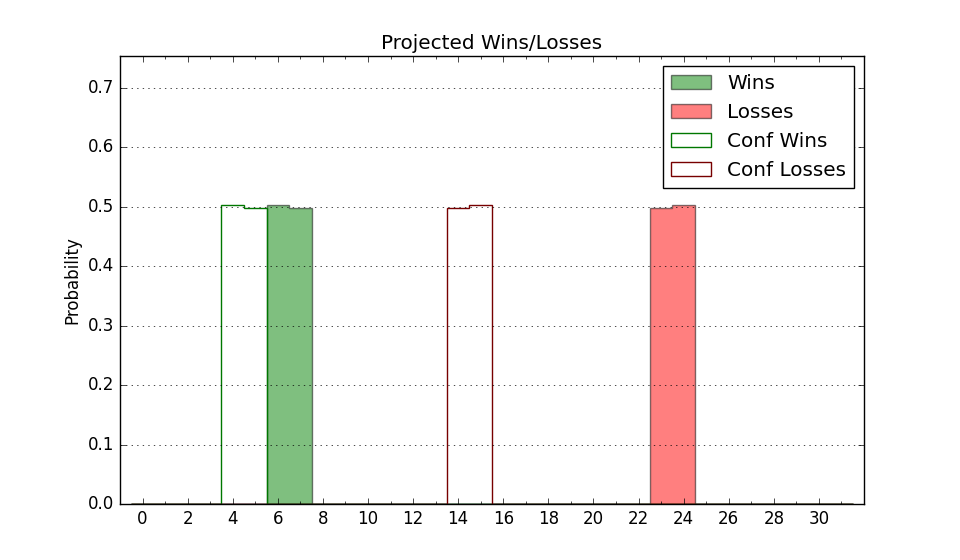 Projected Wins/Losses
Wins
Losses
Conf Wins
Conf Losses
Probability
0.7
0.6
0.5
0.4
0.3
0.2
0.1
0.0
0 2 4 6 8 10 12 14 16 18 20 22 24 26 28 30